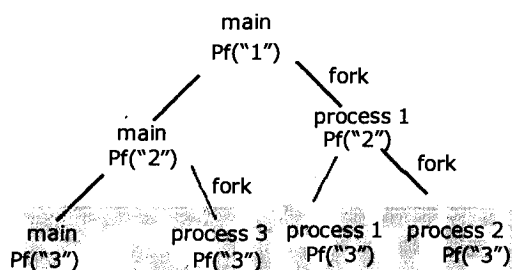 main
Pf("1")
fork
main
Pf("2")
process 1
Pf("2")
fork
fork
main
Pf("3")
process 3
Pf("3")
process 1
Pf("3")
process 2
Pf("3")